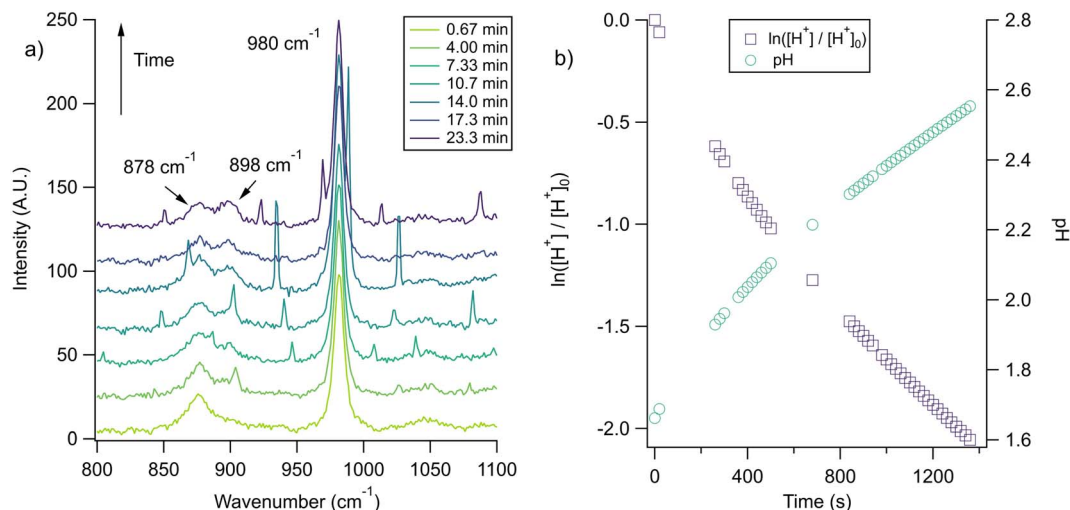 a)
Time
980 cm⁻¹
878 cm⁻¹
898 cm⁻¹
0.67 min
4.00 min
7.33 min
10.7 min
14.0 min
17.3 min
23.3 min
250
200
150
100
50
0
Intensity (A.U.)
800
850
900
950
1000
1050
1100
Wavenumber (cm⁻¹)
b)
ln([H⁺] / [H⁺]₀)
pH
0.0
-0.5
-1.0
-1.5
-2.0
ln([H⁺] / [H⁺]₀)
2.8
2.6
2.4
2.2
2.0
1.8
1.6
pH
0
400
800
1200
Time (s)